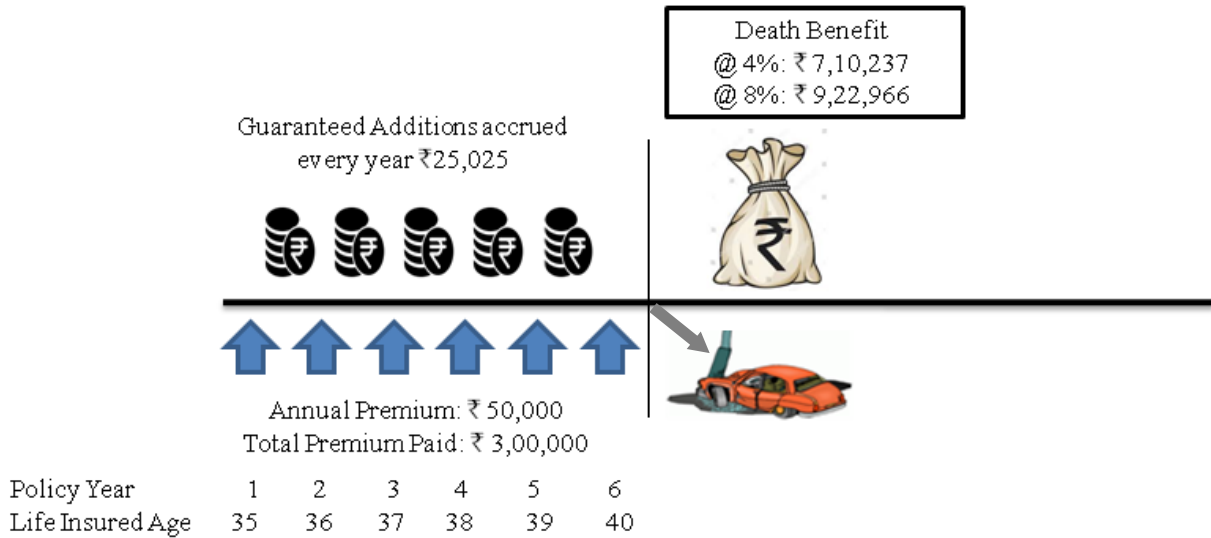 Death Benefit
@ 4%: ₹ 7,10,237
@ 8%: ₹ 9,22,966
Guaranteed Additions accrued
every year ₹25,025
₹ ₹ ₹ ₹ ₹
₹
Annual Premium: ₹ 50,000
Total Premium Paid: ₹ 3,00,000
Policy Year 1 2 3 4 5 6
Life Insured Age 35 36 37 38 39 40